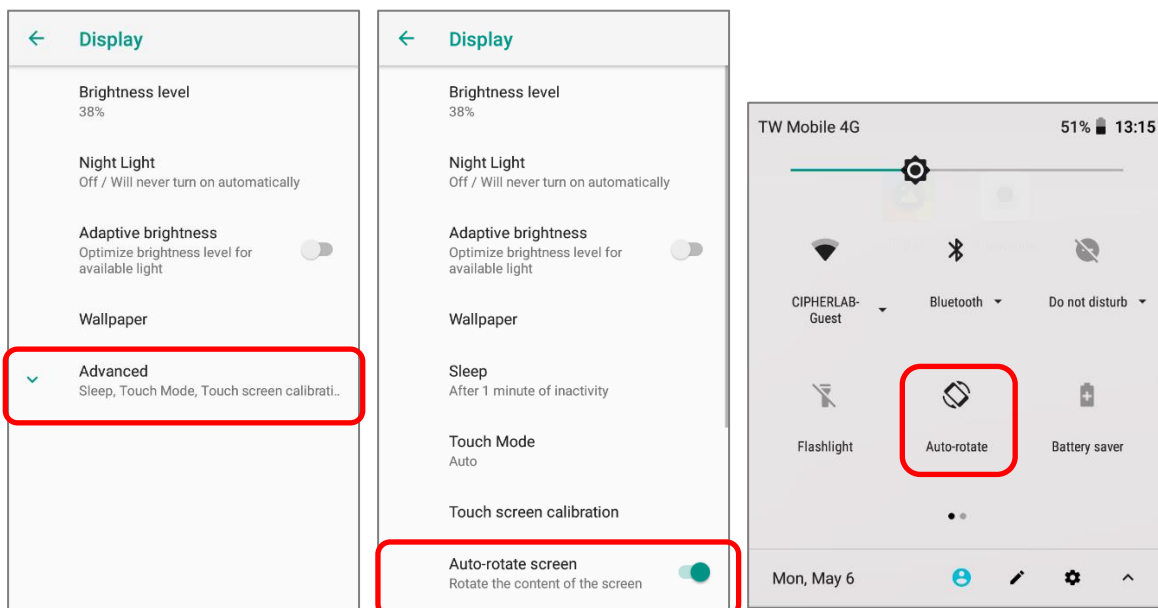 Display
Brightness level
38%
Night Light
Off / Will never turn on automatically
Adaptive brightness
Optimize brightness level for
available light
Wallpaper
Advanced
Sleep, Touch Mode, Touch screen calibrati..
Display
Brightness level
38%
Night Light
Off / Will never turn on automatically
Adaptive brightness
Optimize brightness level for
available light
Wallpaper
Sleep
After 1 minute of inactivity
Touch Mode
Auto
Touch screen calibration
Auto-rotate screen
Rotate the content of the screen
TW Mobile 4G 51% 13:15
CIPHERLAB-
Guest
Bluetooth
Do not disturb
Flashlight
Auto-rotate
Battery saver
Mon, May 6